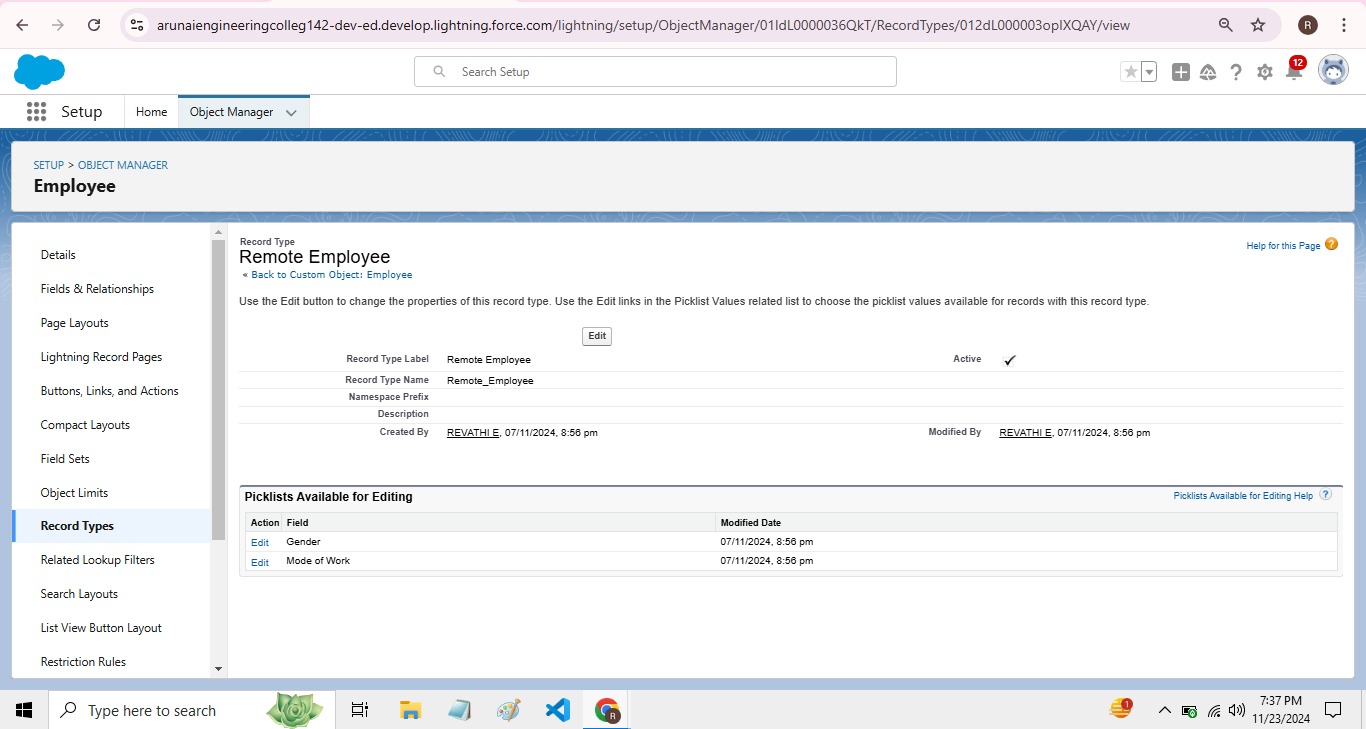 arunaiengineeringcolleg142-dev-ed.develop.lightning.force.com/lightning/setup/ObjectManager/01IdL0000036QkT/RecordTypes/012dL000003opIXQAY/view
R
Search Setup
12
Setup
Home
Object Manager
SETUP > OBJECT MANAGER
Employee
Details
Fields & Relationships
Page Layouts
Lightning Record Pages
Buttons, Links, and Actions
Compact Layouts
Field Sets
Object Limits
Record Types
Related Lookup Filters
Search Layouts
List View Button Layout
Restriction Rules
Record Type
Remote Employee
« Back to Custom Object: Employee
Help for this Page
Use the Edit button to change the properties of this record type. Use the Edit links in the Picklist Values related list to choose the picklist values available for records with this record type.
Edit
Record Type Label Remote Employee Active
Record Type Name Remote_Employee
Namespace Prefix
Description
Created By REVATHI E, 07/11/2024, 8:56 pm Modified By REVATHI E, 07/11/2024, 8:56 pm
Picklists Available for Editing
Picklists Available for Editing Help ?
Action Field Modified Date
Edit Gender 07/11/2024, 8:56 pm
Edit Mode of Work 07/11/2024, 8:56 pm
Type here to search
R
1
7:37 PM
11/23/2024